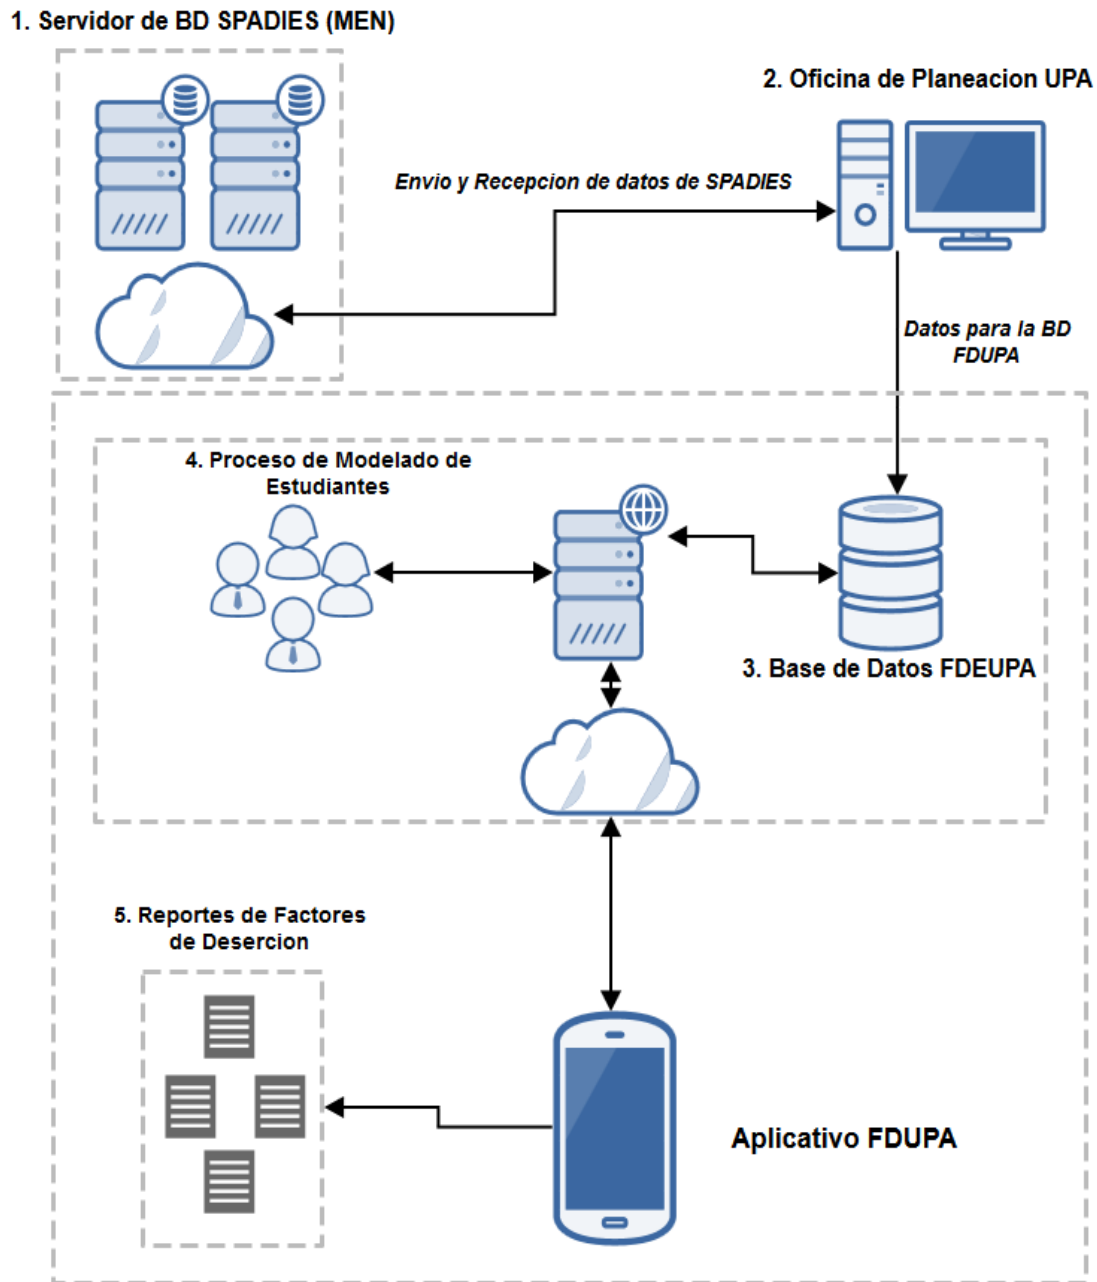 1. Servidor de BD SPADIES (MEN)
2. Oficina de Planeacion UPA
Envio y Recepcion de datos de SPADIES
Datos para la BD
FDUPA
4. Proceso de Modelado de
Estudiantes
3. Base de Datos FDEUPA
5. Reportes de Factores
de Desercion
Aplicativo FDUPA